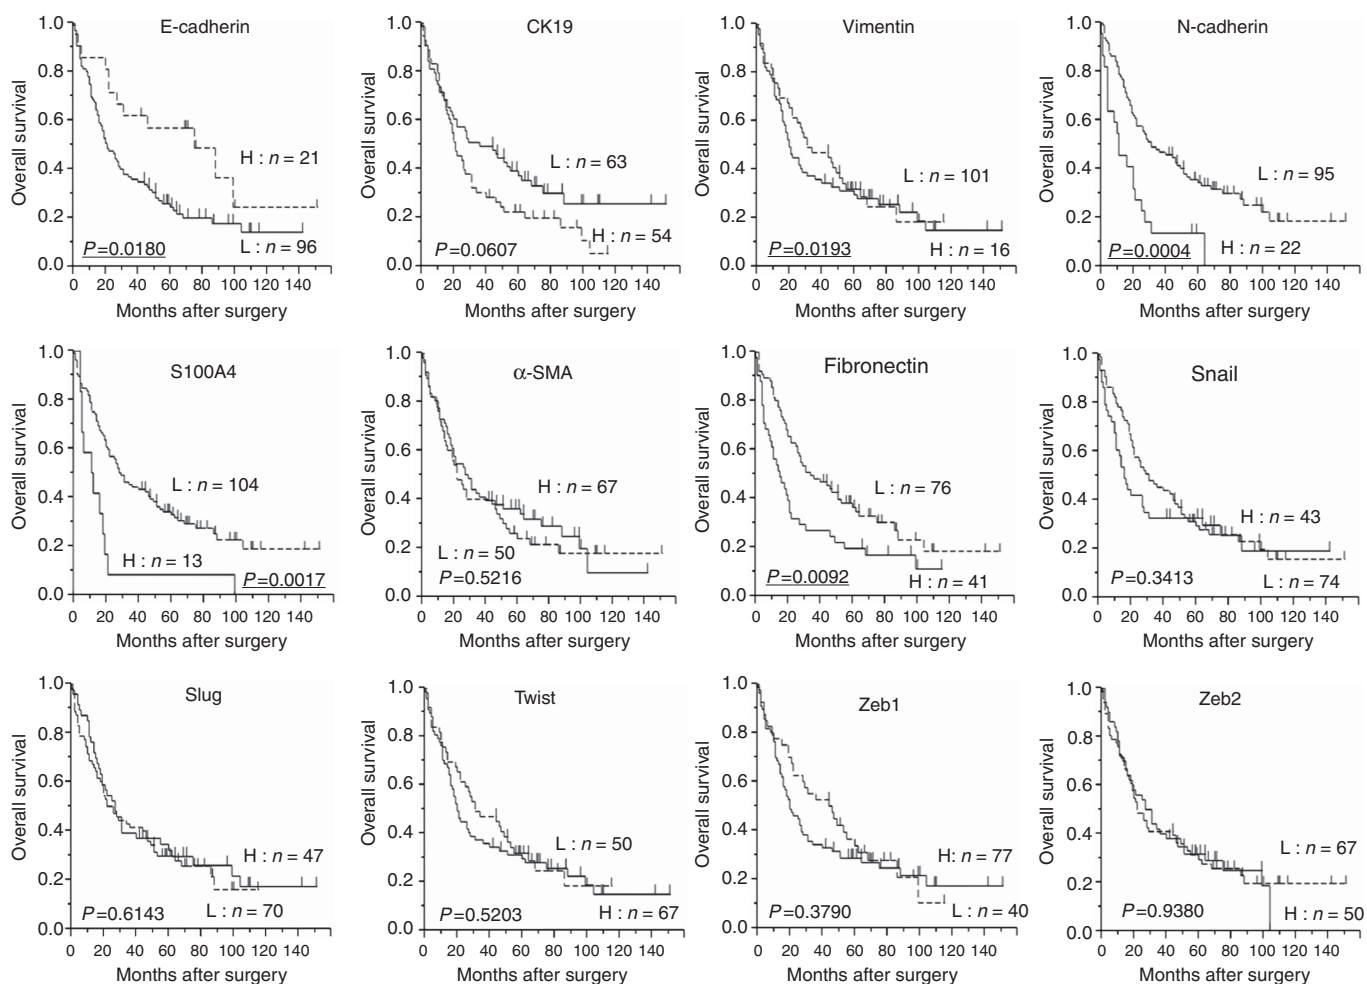 E-cadherin
Overall survival
1.0
0.8
0.6
0.4
0.2
0.0
H : n = 21
L : n = 96
P=0.0180
0 20 40 60 80 100 120 140
Months after surgery
CK19
Overall survival
1.0
0.8
0.6
0.4
0.2
0.0
L : n = 63
H : n = 54
P=0.0607
0 20 40 60 80 100 120 140
Months after surgery
Vimentin
Overall survival
1.0
0.8
0.6
0.4
0.2
0.0
L : n = 101
H : n = 16
P=0.0193
0 20 40 60 80 100 120 140
Months after surgery
N-cadherin
Overall survival
1.0
0.8
0.6
0.4
0.2
0.0
L : n = 95
H : n = 22
P=0.0004
0 20 40 60 80 100 120 140
Months after surgery
S100A4
Overall survival
1.0
0.8
0.6
0.4
0.2
0.0
L : n = 104
H : n = 13
P=0.0017
0 20 40 60 80 100 120 140
Months after surgery
α-SMA
Overall survival
1.0
0.8
0.6
0.4
0.2
0.0
H : n = 67
L : n = 50
P=0.5216
0 20 40 60 80 100 120 140
Months after surgery
Fibronectin
Overall survival
1.0
0.8
0.6
0.4
0.2
0.0
L : n = 76
H : n = 41
P=0.0092
0 20 40 60 80 100 120 140
Months after surgery
Snail
Overall survival
1.0
0.8
0.6
0.4
0.2
0.0
H : n = 43
L : n = 74
P=0.3413
0 20 40 60 80 100 120 140
Months after surgery
Slug
Overall survival
1.0
0.8
0.6
0.4
0.2
0.0
H : n = 47
L : n = 70
P=0.6143
0 20 40 60 80 100 120 140
Months after surgery
Twist
Overall survival
1.0
0.8
0.6
0.4
0.2
0.0
L : n = 50
H : n = 67
P=0.5203
0 20 40 60 80 100 120 140
Months after surgery
Zeb1
Overall survival
1.0
0.8
0.6
0.4
0.2
0.0
H: n = 77
L : n = 40
P=0.3790
0 20 40 60 80 100 120 140
Months after surgery
Zeb2
Overall survival
1.0
0.8
0.6
0.4
0.2
0.0
L : n = 67
H : n = 50
P=0.9380
0 20 40 60 80 100 120 140
Months after surgery